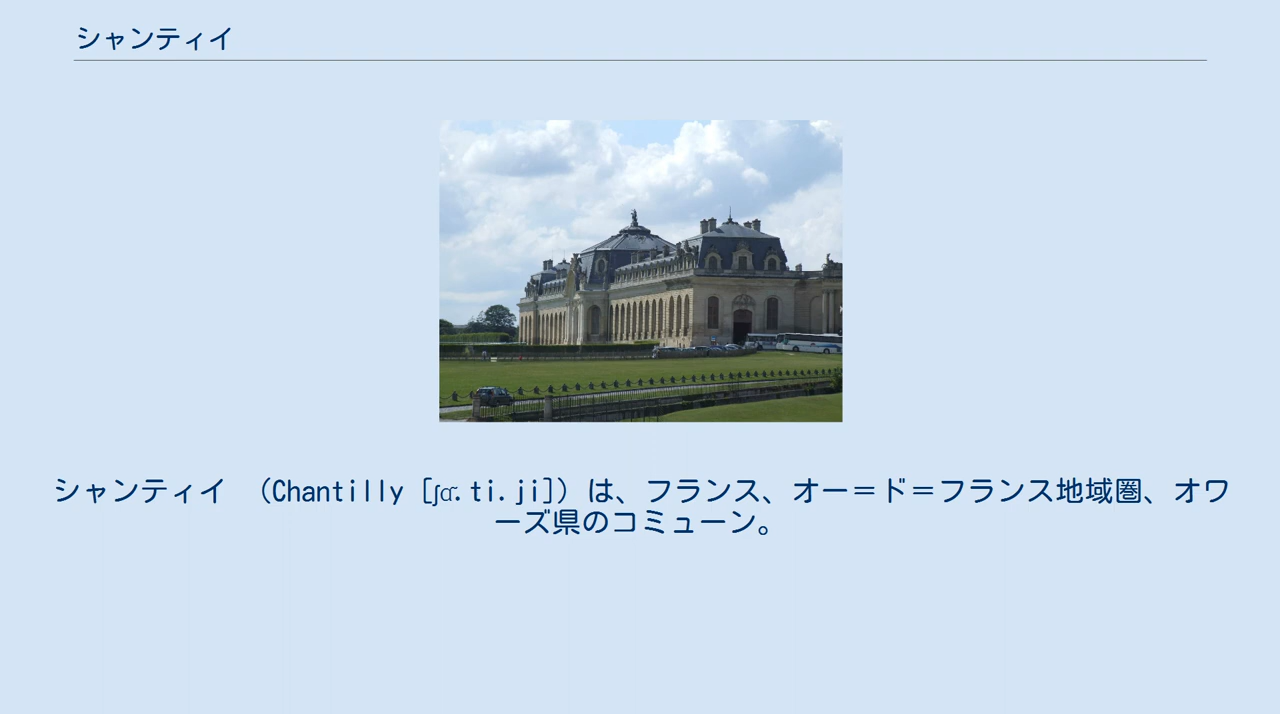 シャンティイ
シャンティイ （Chantilly [ʃɑ̃.ti.ji]）は、フランス、オー＝ド＝フランス地域圏、オワ
ーズ県のコミューン。